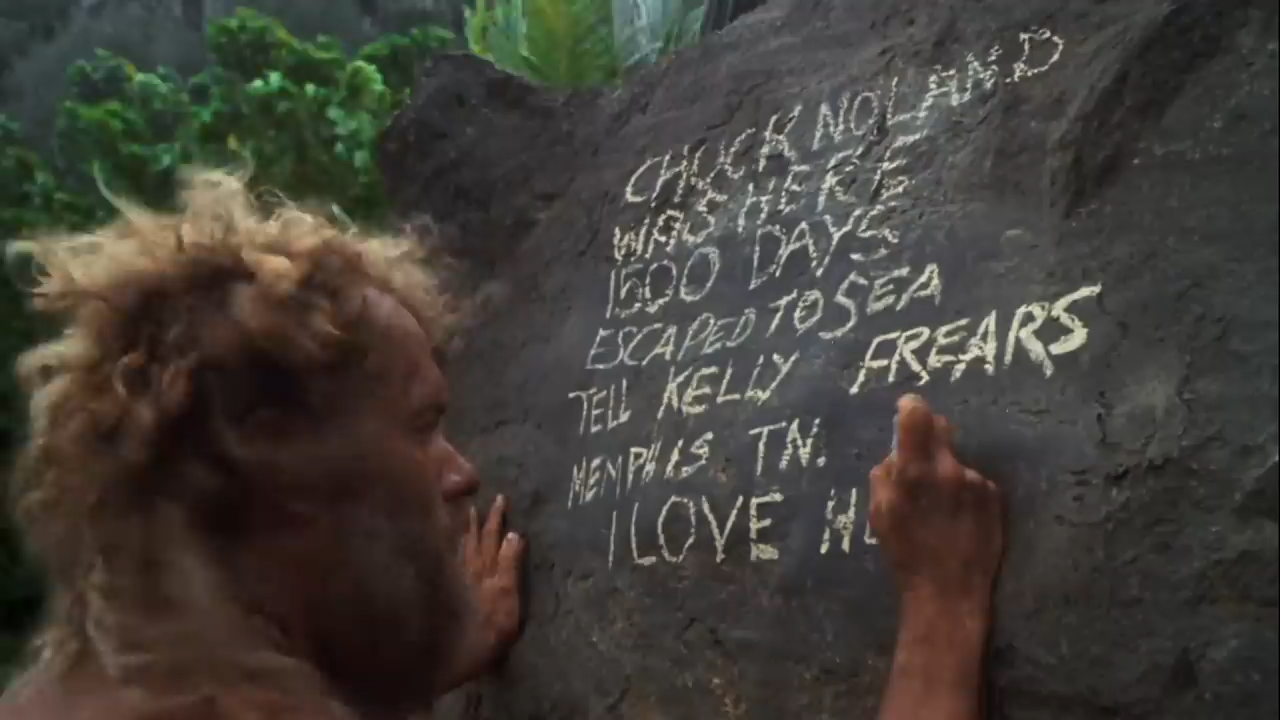 CHUCK NOLAND
WAS HERE
1500 DAYS
ESCAPED TO SEA
TELL KELLY FREARS
MEMPHIS TN.
I LOVE